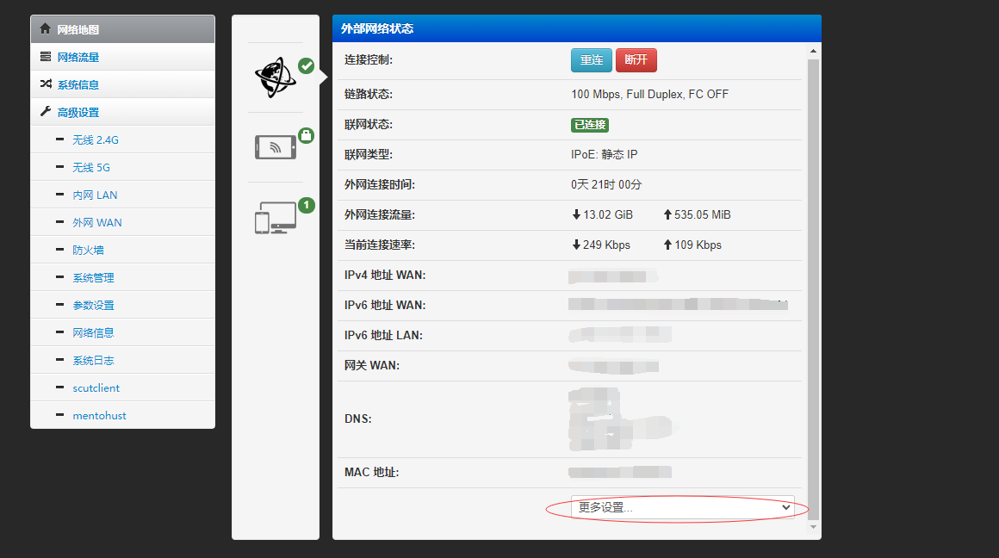 网络地图
网络流量
系统信息
高级设置
无线 2.4G
无线 5G
内网 LAN
外网 WAN
防火墙
系统管理
参数设置
网络信息
系统日志
scutclient
mentohust
1
外部网络状态
连接控制: 重连 断开
链路状态: 100 Mbps, Full Duplex, FC OFF
联网状态: 已连接
联网类型: IPoE: 静态 IP
外网连接时间: 0天 21时 00分
外网连接流量: 13.02 GiB 535.05 MiB
当前连接速率: 249 Kbps 109 Kbps
IPv4 地址 WAN:
IPv6 地址 WAN:
IPv6 地址 LAN:
网关 WAN:
DNS:
MAC 地址:
更多设置...